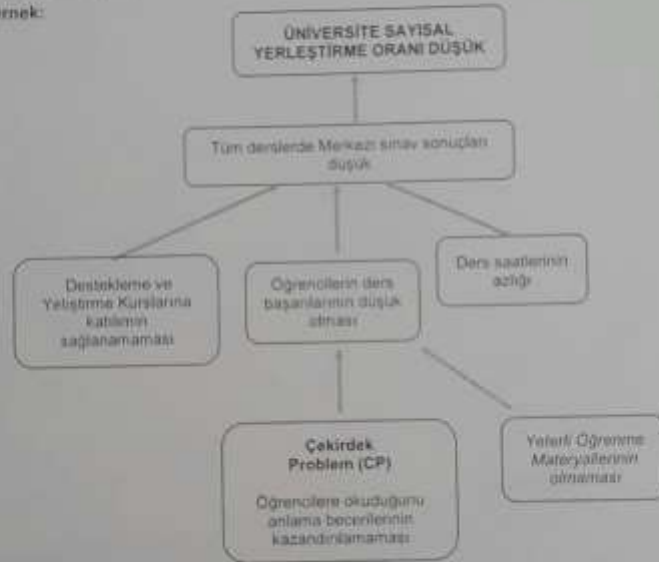 rnek:
ÜNİVERSİTE SAYISAL
YERLEŞTİRME ORANI DÜŞÜK
Tüm derslerde Merkezi sınav sonuçları
düşük
Destekleme ve
Yetiştirme Kurslarına
katılımın
sağlanamaması
Öğrencilerin ders
başarılarının düşük
olması
Ders saatlerinin
azlığı
Çekirdek
Problem (CP)
Öğrencilere okuduğunu
anlama becerilerinin
kazandırılamaması
Yeterli Öğrenme
Materyallerinin
olmaması